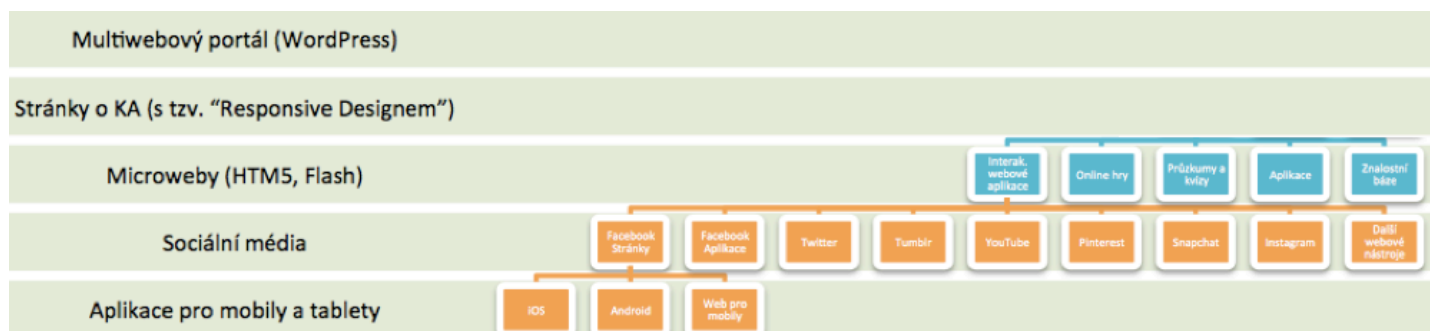 Multiwebový portál (WordPress)
Stránky o KA (s tzv. “Responsive Designem”)
Microweby (HTM5, Flash)
Interak.
webové
aplikace
Online hry
Průzkumy a
kvízy
Aplikace
Znalostní
báze
Sociální média
Facebook
Stránky
Facebook
Aplikace
Twitter
Tumblr
YouTube
Pinterest
Snapchat
Instagram
Další
webové
nástroje
Aplikace pro mobily a tablety
iOS
Android
Web pro
mobily